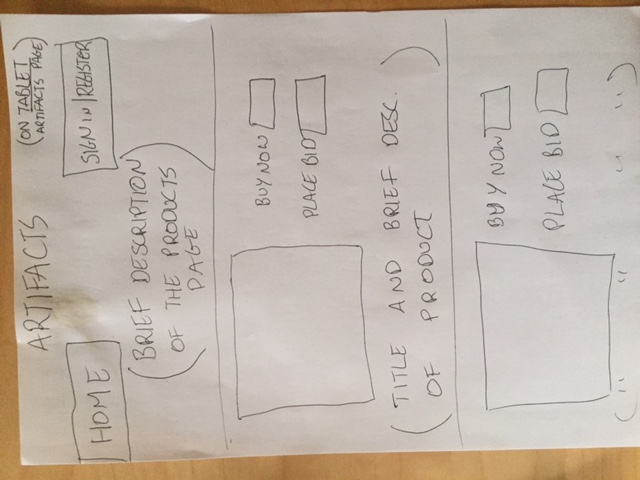 ARTIFACTS
(ON TABLET
ARTIFACTS PAGE)
HOME
SIGN IN | REGISTER
(BRIEF DESCRIPTION
OF THE PRODUCTS
PAGE)
BUY NOW
PLACE BID
(TITLE AND BRIEF DESC.
OF PRODUCT)
BUY NOW
PLACE BID
( " " " " )